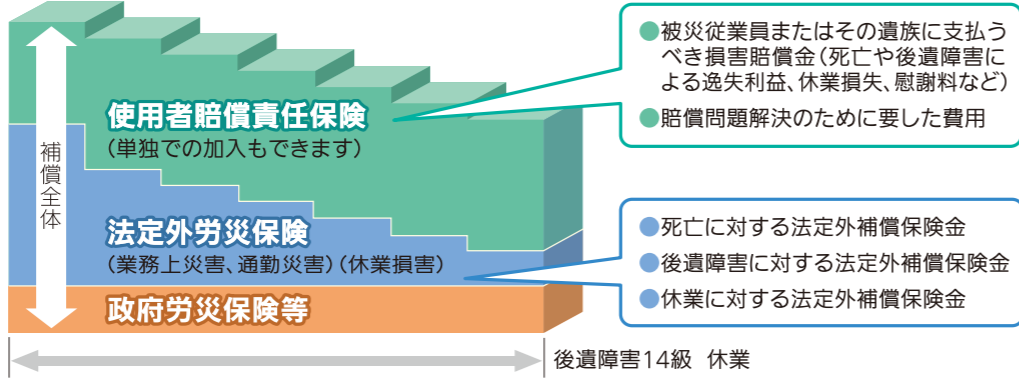 ●被災従業員またはその遺族に支払う
べき損害賠償金(死亡や後遺障害に
よる逸失利益、休業損失、慰謝料など)
●賠償問題解決のために要した費用
使用者賠償責任保険
(単独での加入もできます)
補償全体
法定外労災保険
(業務上災害、通勤災害)(休業損害)
●死亡に対する法定外補償保険金
●後遺障害に対する法定外補償保険金
●休業に対する法定外補償保険金
政府労災保険等
後遺障害14級 休業